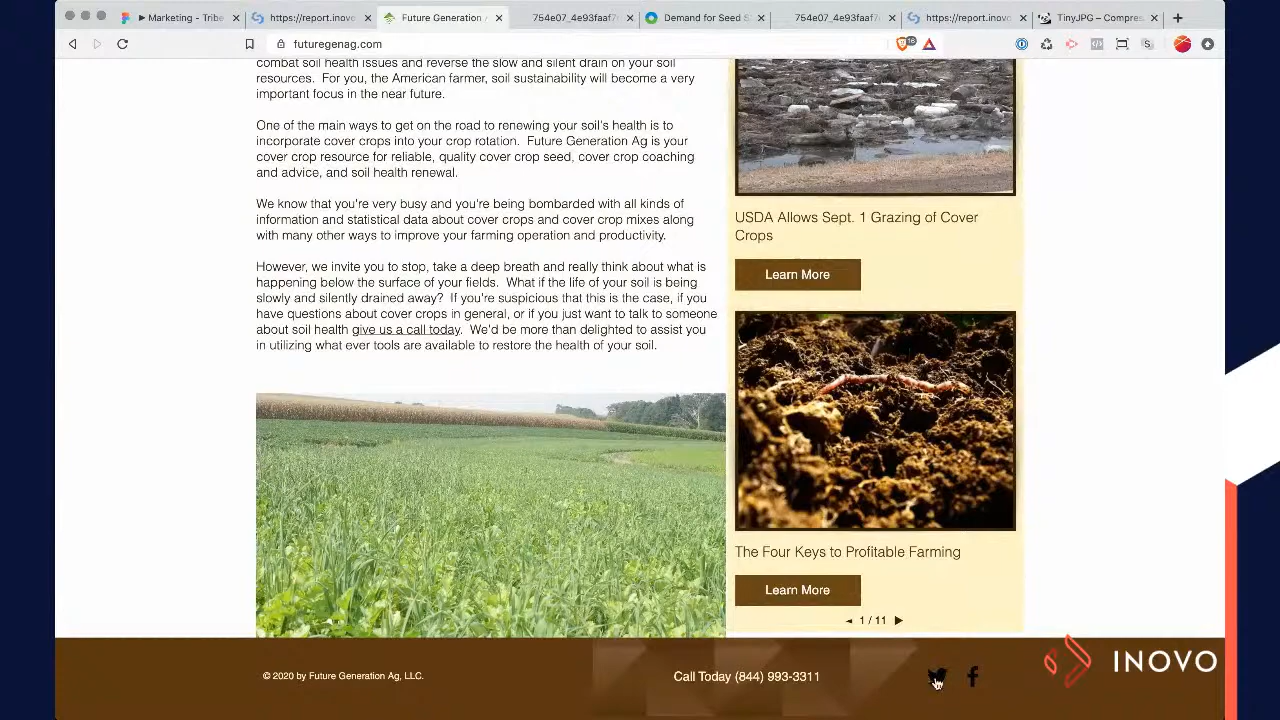 Marketing - Tribe
https://report.inovo
Future Generation A
754e07_4e93faaf7
Demand for Seed S
754e07_4e93faaf7
https://report.inovo
TinyJPG – Compres
futuregenag.com
16
combat soil health issues and reverse the slow and silent drain on your soil
resources. For you, the American farmer, soil sustainability will become a very
important focus in the near future.
One of the main ways to get on the road to renewing your soil's health is to
incorporate cover crops into your crop rotation. Future Generation Ag is your
cover crop resource for reliable, quality cover crop seed, cover crop coaching
and advice, and soil health renewal.
We know that you're very busy and you're being bombarded with all kinds of
information and statistical data about cover crops and cover crop mixes along
with many other ways to improve your farming operation and productivity.
However, we invite you to stop, take a deep breath and really think about what is
happening below the surface of your fields. What if the life of your soil is being
slowly and silently drained away? If you're suspicious that this is the case, if you
have questions about cover crops in general, or if you just want to talk to someone
about soil health give us a call today. We'd be more than delighted to assist you
in utilizing what ever tools are available to restore the health of your soil.
USDA Allows Sept. 1 Grazing of Cover
Crops
Learn More
The Four Keys to Profitable Farming
Learn More
1 / 11
© 2020 by Future Generation Ag, LLC.
Call Today (844) 993-3311
INOVO